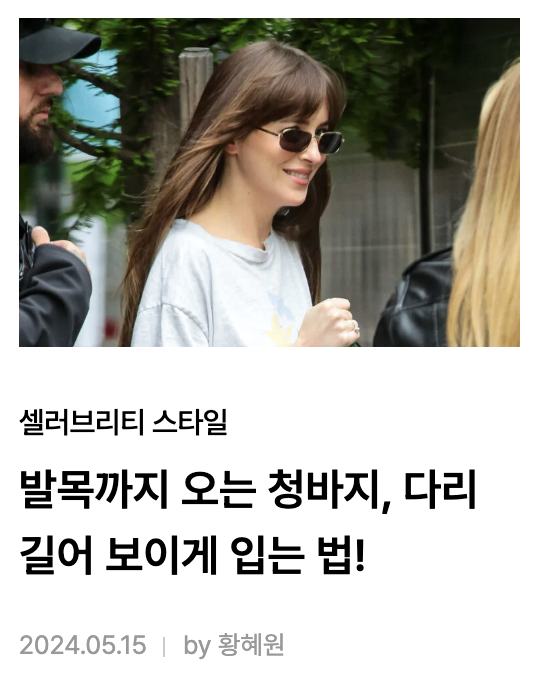 셀러브리티 스타일
발목까지 오는 청바지, 다리
길어 보이게 입는 법!
2024.05.15 | by 황혜원